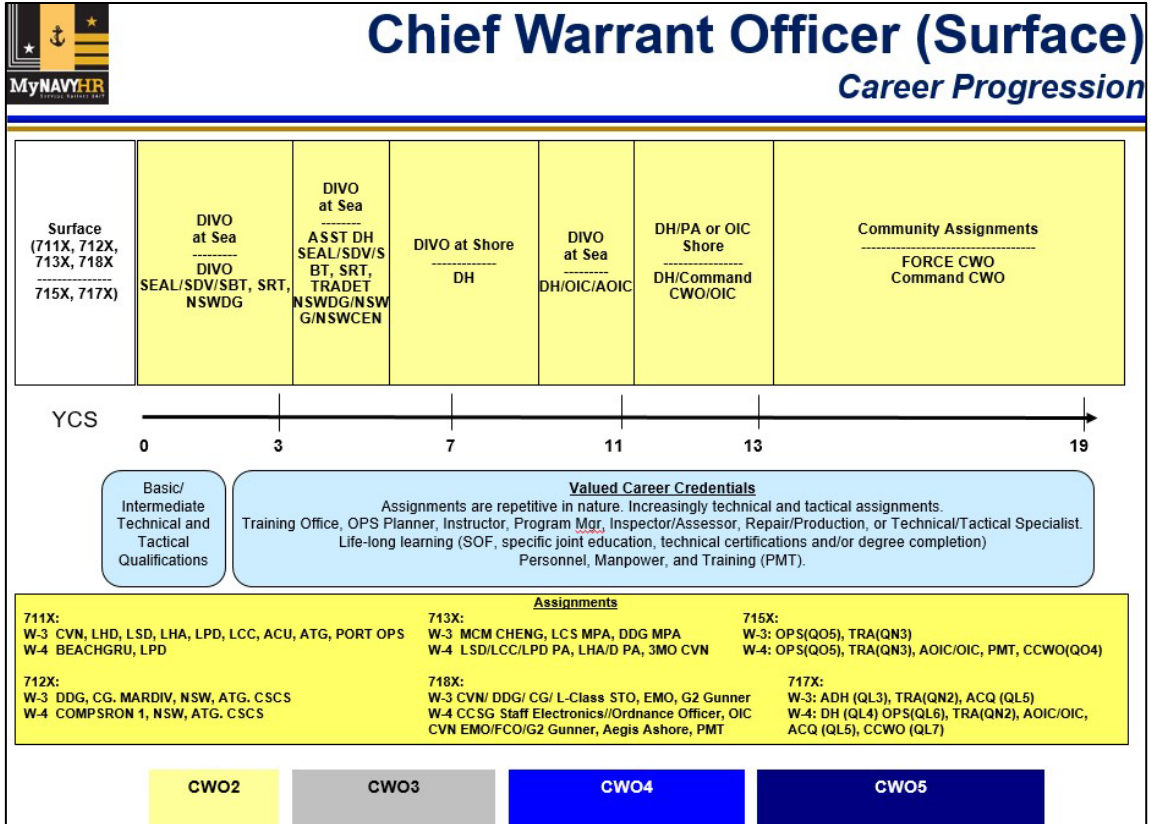 Chief Warrant Officer (Surface)
MyNAVYHR
Career Progression
Surface
(711X, 712X,
713X, 718X
---------------
715X, 717X)
DIVO
at Sea
---------
DIVO
SEAL/SDV/SBT, SRT,
NSWDG
DIVO
at Sea
--------
ASST DH
SEAL/SDV/S
BT, SRT,
TRADET
NSWDG/NSW
G/NSWCEN
DIVO at Shore
-------------
DH
DIVO
at Sea
---------
DH/OIC/AOIC
DH/PA or OIC
Shore
----------------
DH/Command
CWO/OIC
Community Assignments
------------------------------------
FORCE CWO
Command CWO
YCS
0 3 7 11 13 19
Basic/
Intermediate
Technical and
Tactical
Qualifications
Valued Career Credentials
Assignments are repetitive in nature. Increasingly technical and tactical assignments.
Training Office, OPS Planner, Instructor, Program Mgr, Inspector/Assessor, Repair/Production, or Technical/Tactical Specialist.
Life-long learning (SOF, specific joint education, technical certifications and/or degree completion)
Personnel, Manpower, and Training (PMT).
Assignments
711X:
W-3 CVN, LHD, LSD, LHA, LPD, LCC, ACU, ATG, PORT OPS
W-4 BEACHGRU, LPD
712X:
W-3 DDG, CG. MARDIV, NSW, ATG. CSCS
W-4 COMPSRON 1, NSW, ATG. CSCS
713X:
W-3 MCM CHENG, LCS MPA, DDG MPA
W-4 LSD/LCC/LPD PA, LHA/D PA, 3MO CVN
718X:
W-3 CVN/ DDG/ CG/ L-Class STO, EMO, G2 Gunner
W-4 CCSG Staff Electronics//Ordnance Officer, OIC
CVN EMO/FCO/G2 Gunner, Aegis Ashore, PMT
715X:
W-3: OPS(QO5), TRA(QN3)
W-4: OPS(QO5), TRA(QN3), AOIC/OIC, PMT, CCWO(QO4)
717X:
W-3: ADH (QL3), TRA(QN2), ACQ (QL5)
W-4: DH (QL4) OPS(QL6), TRA(QN2), AOIC/OIC,
ACQ (QL5), CCWO (QL7)
CWO2 CWO3 CWO4 CWO5